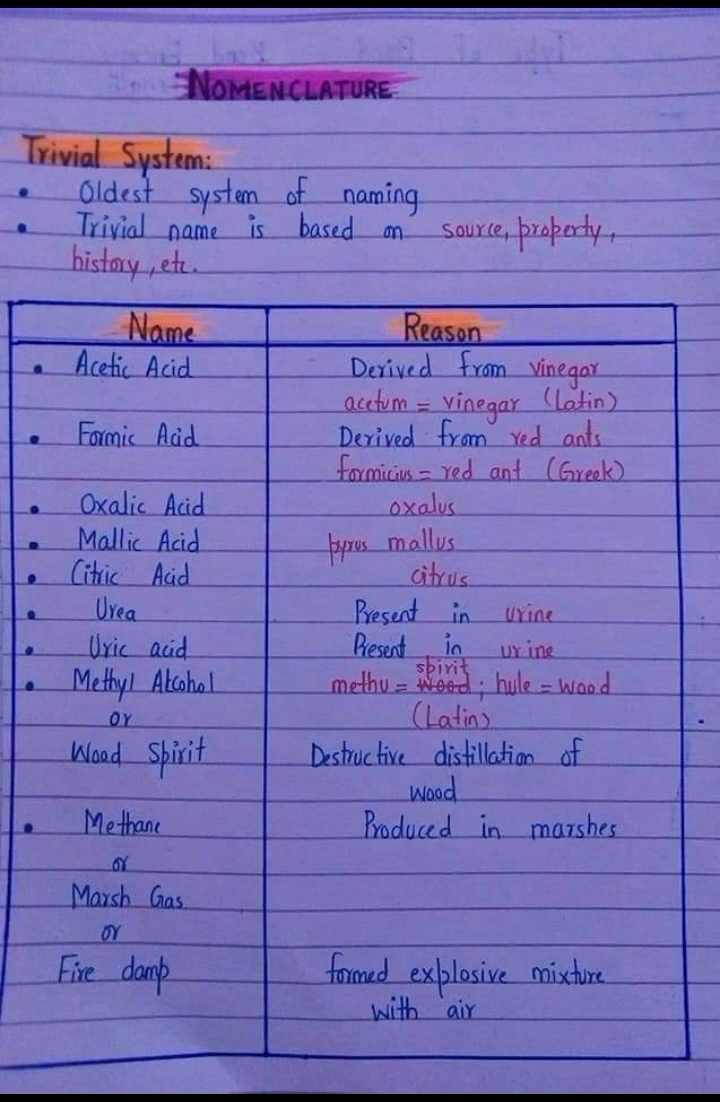 NOMENCLATURE
Trivial System:
• Oldest system of naming
• Trivial name is based on source, property,
history, etc.
Name Reason
• Acetic Acid Derived from vinegar
acetum = vinegar (Latin)
• Formic Acid Derived from red ants
formicius = red ant (Greek)
• Oxalic Acid oxalus
• Mallic Acid pyrus mallus
• Citric Acid citrus
• Urea Present in urine
• Uric acid Present in urine
spirit
• Methyl Alcohol methu = wood ; hule = wood
or (Latin)
Wood Spirit Destructive distillation of
wood
• Methane Produced in marshes
or
Marsh Gas
or
Fire damp formed explosive mixture
with air